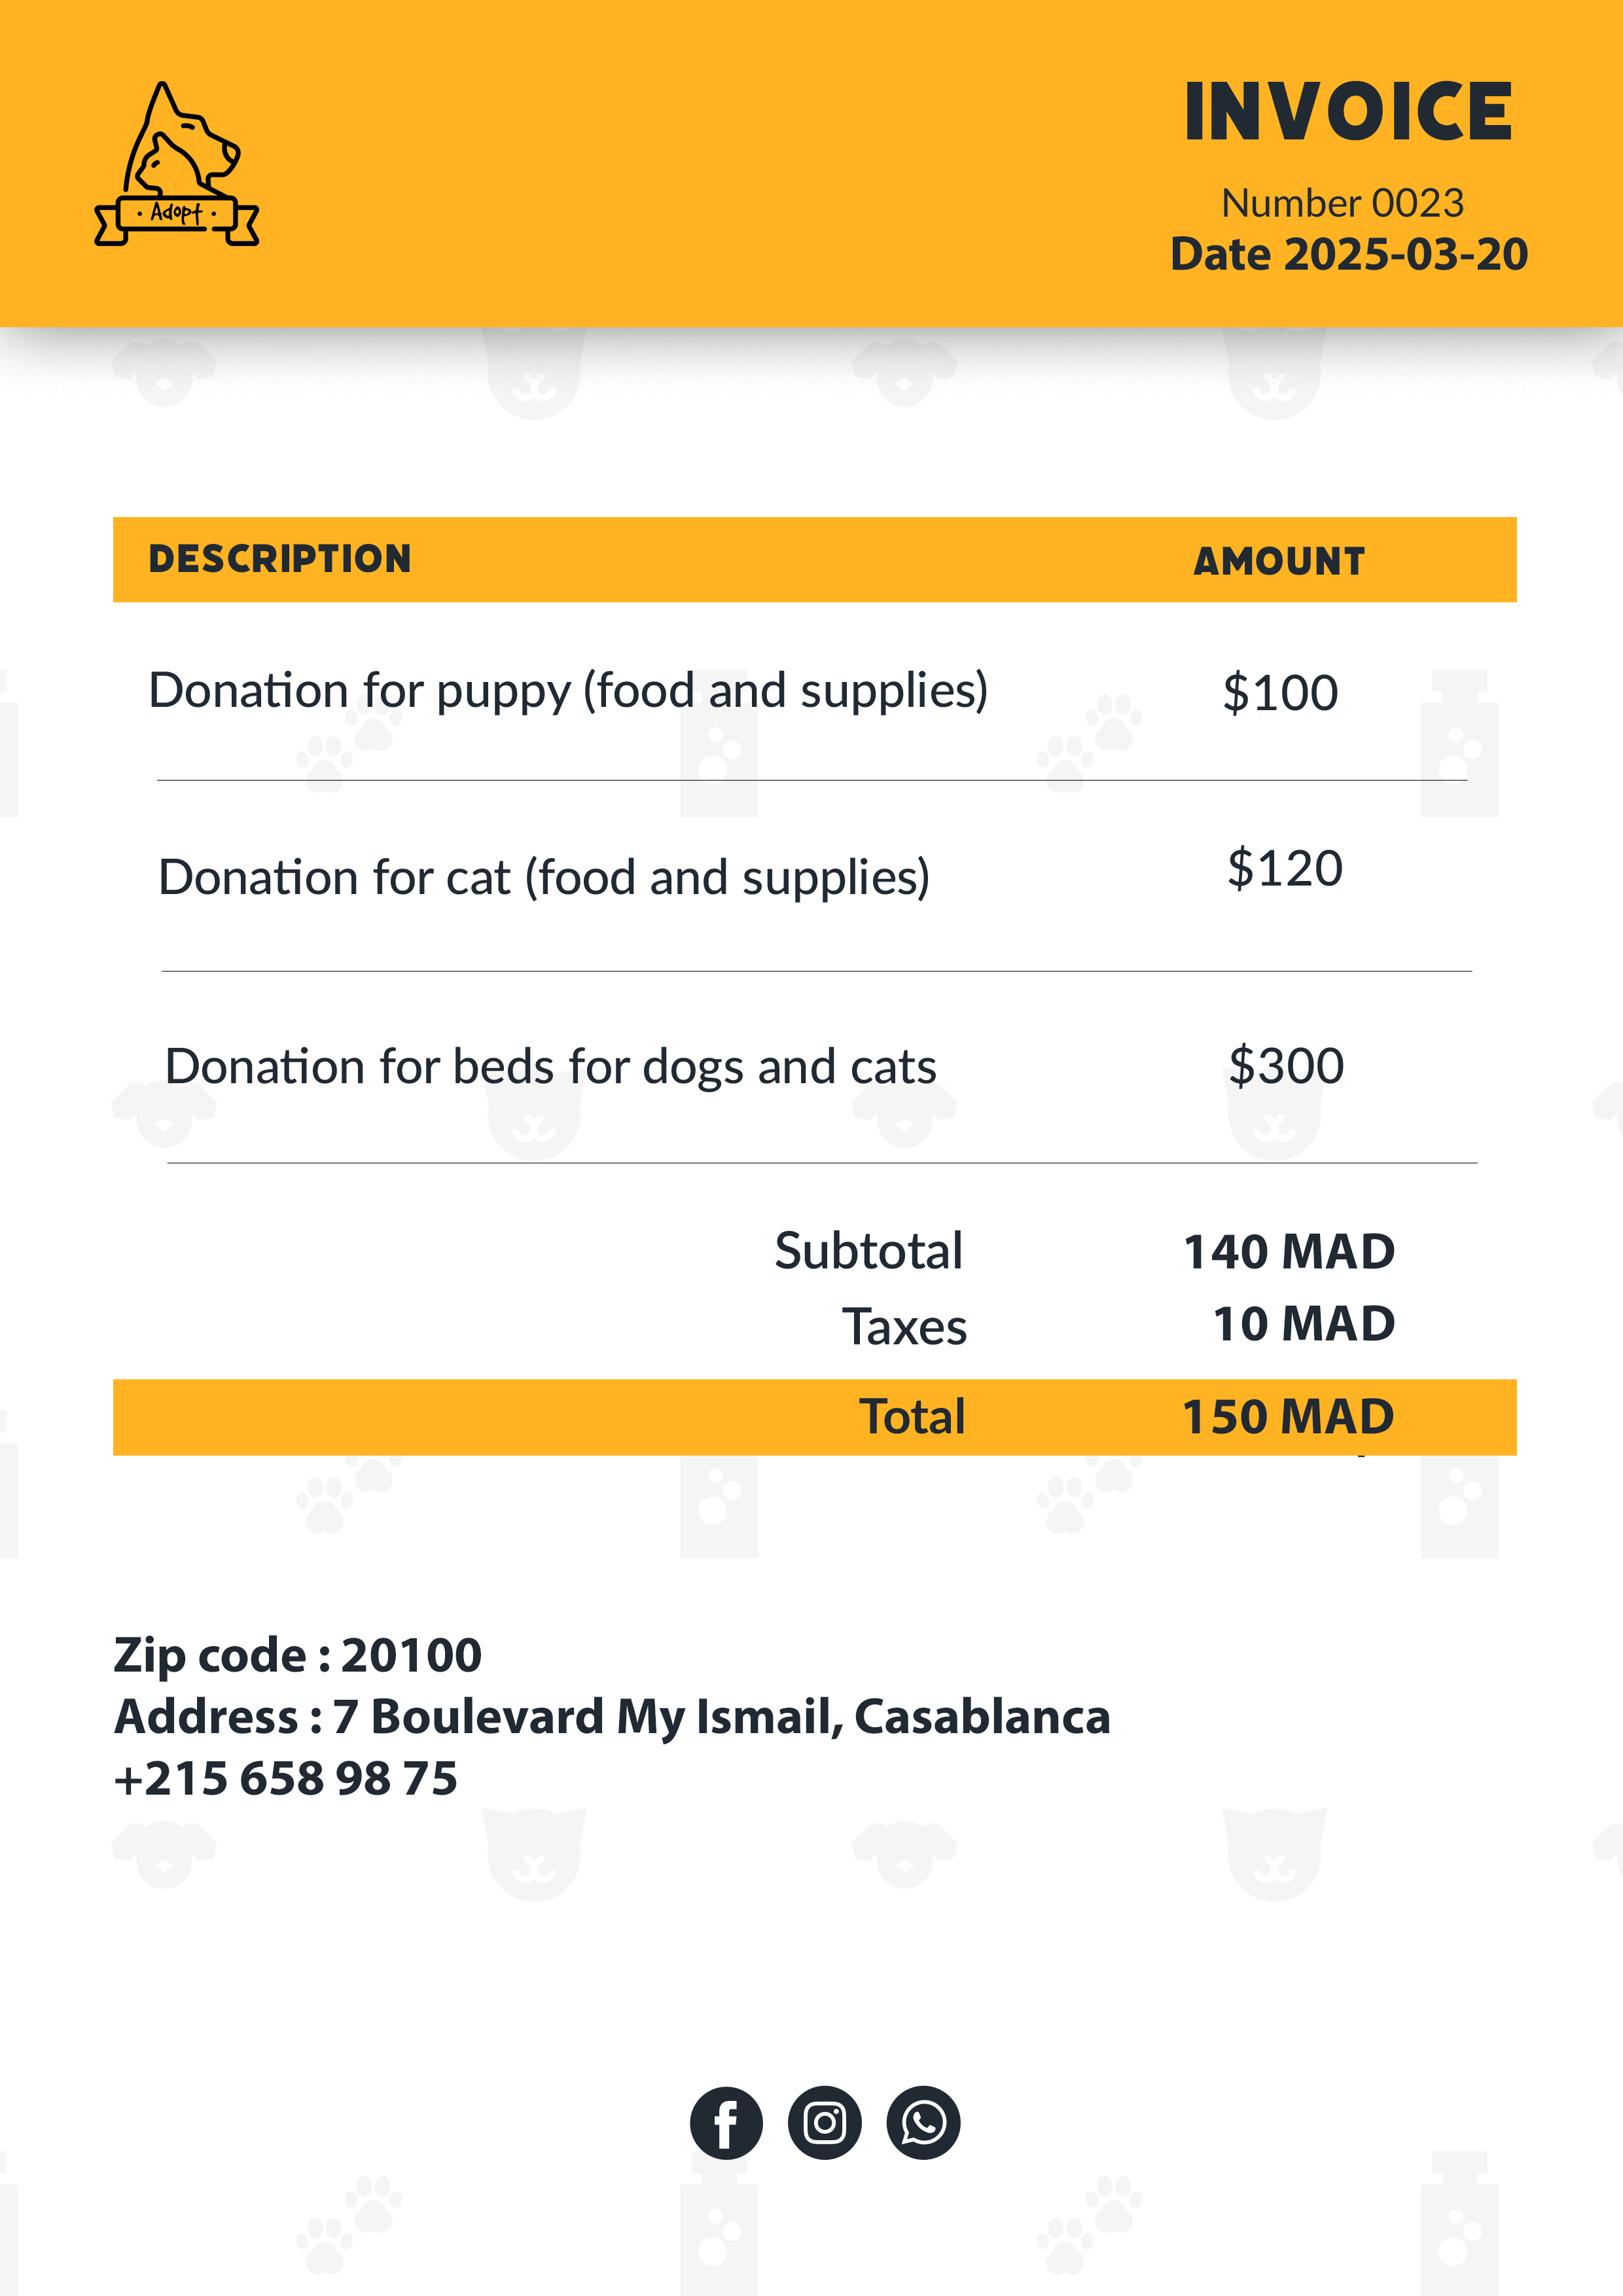 · Adopt ·
INVOICE
Number 0023
Date 2025-03-20
DESCRIPTION AMOUNT
Donation for puppy (food and supplies) $100
Donation for cat (food and supplies) $120
Donation for beds for dogs and cats $300
Subtotal 140 MAD
Taxes 10 MAD
Total 150 MAD
Zip code : 20100
Address : 7 Boulevard My Ismail, Casablanca
+215 658 98 75